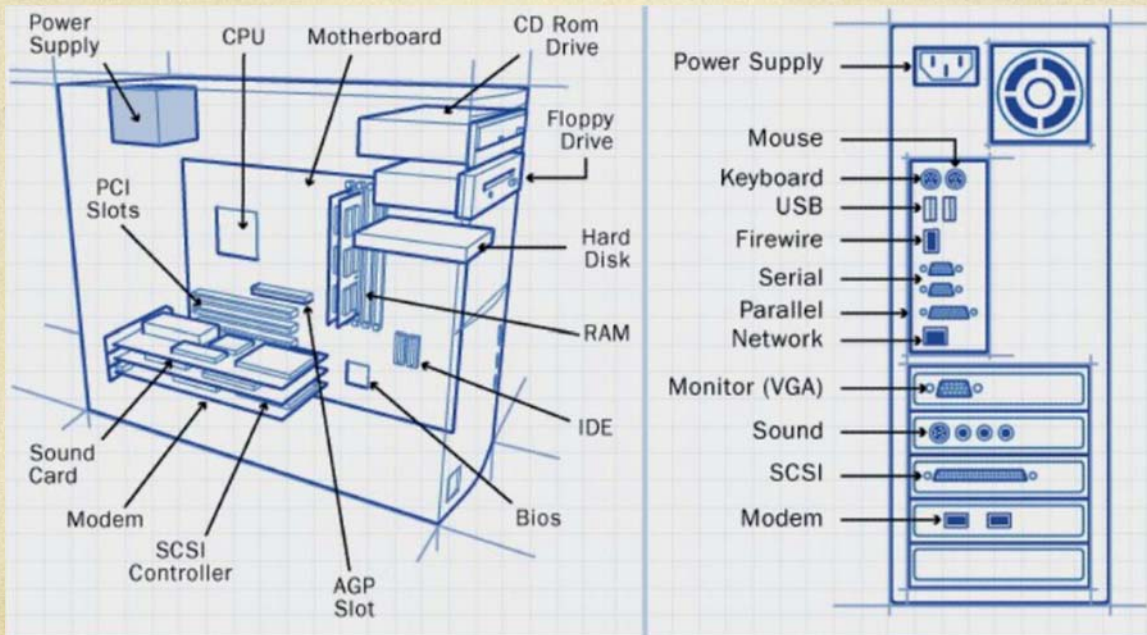 Power
Supply
CPU
Motherboard
CD Rom
Drive
Floppy
Drive
PCI
Slots
Hard
Disk
RAM
IDE
Sound
Card
Modem
SCSI
Controller
AGP
Slot
Bios
Power Supply
Mouse
Keyboard
USB
Firewire
Serial
Parallel
Network
Monitor (VGA)
Sound
SCSI
Modem